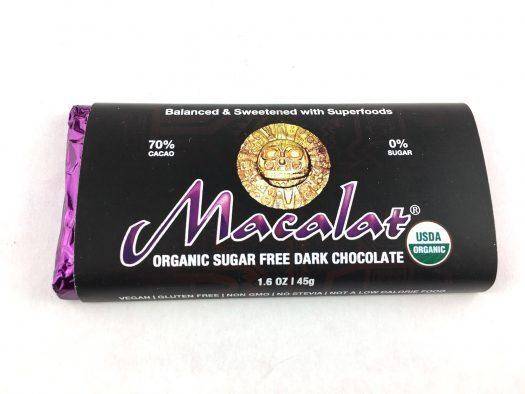 Balanced & Sweetened with Superfoods
70%
CACAO
0%
SUGAR
Macalat®
USDA
ORGANIC
ORGANIC SUGAR FREE DARK CHOCOLATE
1.6 OZ | 45g
VEGAN | GLUTEN FREE | NON GMO | NO STEVIA | NOT A LOW CALORIE FOOD